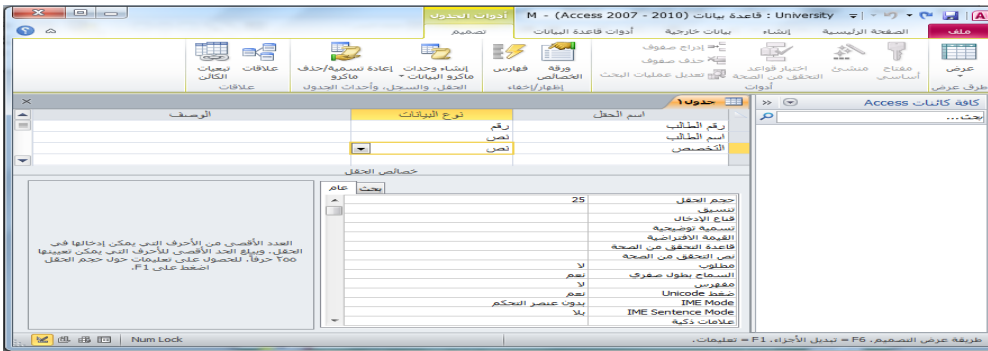 University : قاعدة بيانات (Access 2007 - 2010) - M
أدوات الجدول
ملف
الصفحة الرئيسية
إنشاء
بيانات خارجية
أدوات قاعدة البيانات
تصميم
عرض
مفتاح أساسي
منشئ
اختبار قواعد التحقق من الصحة
إدراج صفوف
حذف صفوف
تعديل عمليات البحث
ورقة الخصائص
فهارس
إنشاء وحدات ماكرو البيانات
إعادة تسمية/حذف ماكرو
علاقات
تبعيات الكائن
طرق عرض
أدوات
إظهار/إخفاء
الحقل، والسجل، وأحداث الجدول
علاقات
كافة كائنات Access
بحث...
جدول١
اسم الحقل نوع البيانات الوصف
رقم الطالب رقم
اسم الطالب نص
التخصص نص
خصائص الحقل
عام بحث
حجم الحقل 25
تنسيق
قناع الإدخال
تسمية توضيحية
القيمة الافتراضية
قاعدة التحقق من الصحة
نص التحقق من الصحة
مطلوب لا
السماح بطول صفري نعم
مفهرس لا
ضغط Unicode نعم
IME Mode بدون عنصر التحكم
IME Sentence Mode بلا
علامات ذكية
العدد الأقصى من الأحرف التي يمكن إدخالها في
الحقل. ويبلغ الحد الأقصى للأحرف التي يمكن تعيينها
٢٥٥ حرفاً. للحصول على تعليمات حول حجم الحقل
اضغط على F1.
طريقة عرض التصميم. F6 = تبديل الأجزاء. F1 = تعليمات.
Num Lock